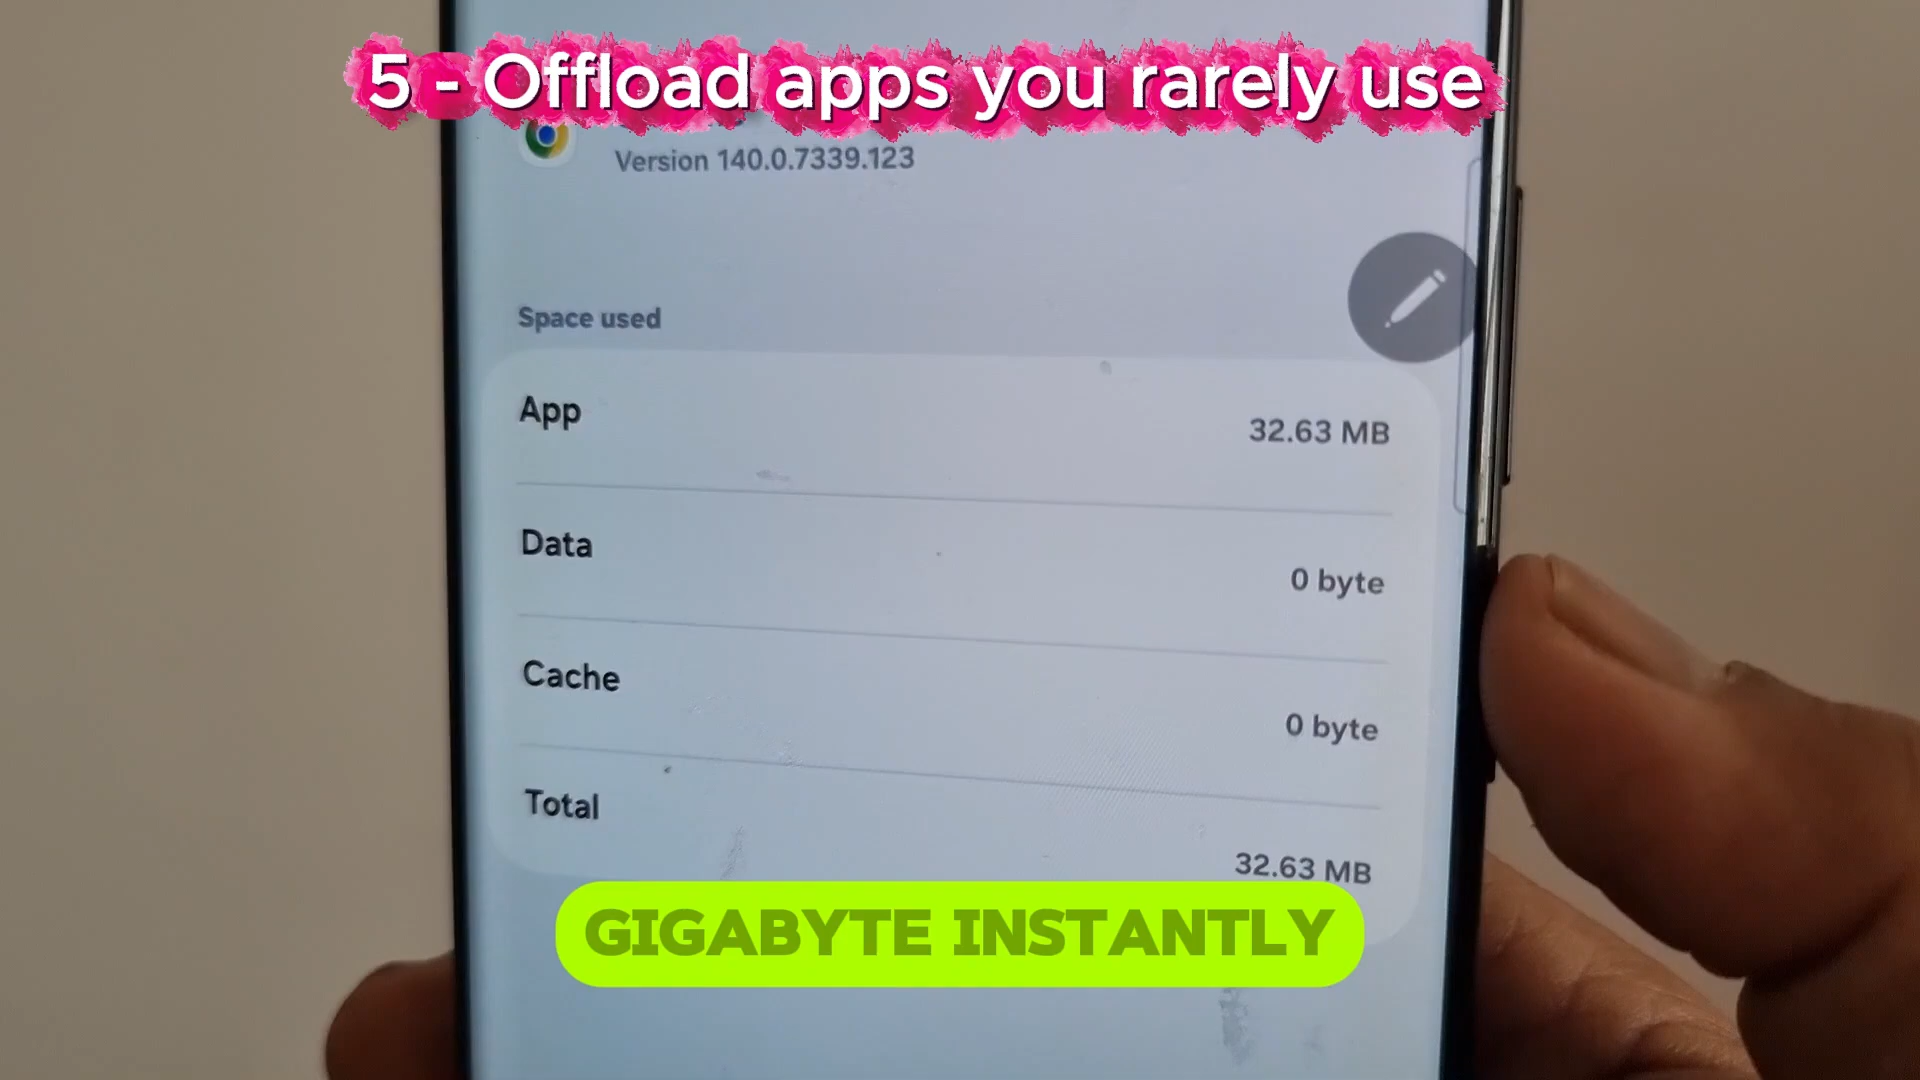 5 - Offload apps you rarely use
Version 140.0.7339.123
Space used
App
32.63 MB
Data
0 byte
Cache
0 byte
Total
32.63 MB
GIGABYTE INSTANTLY